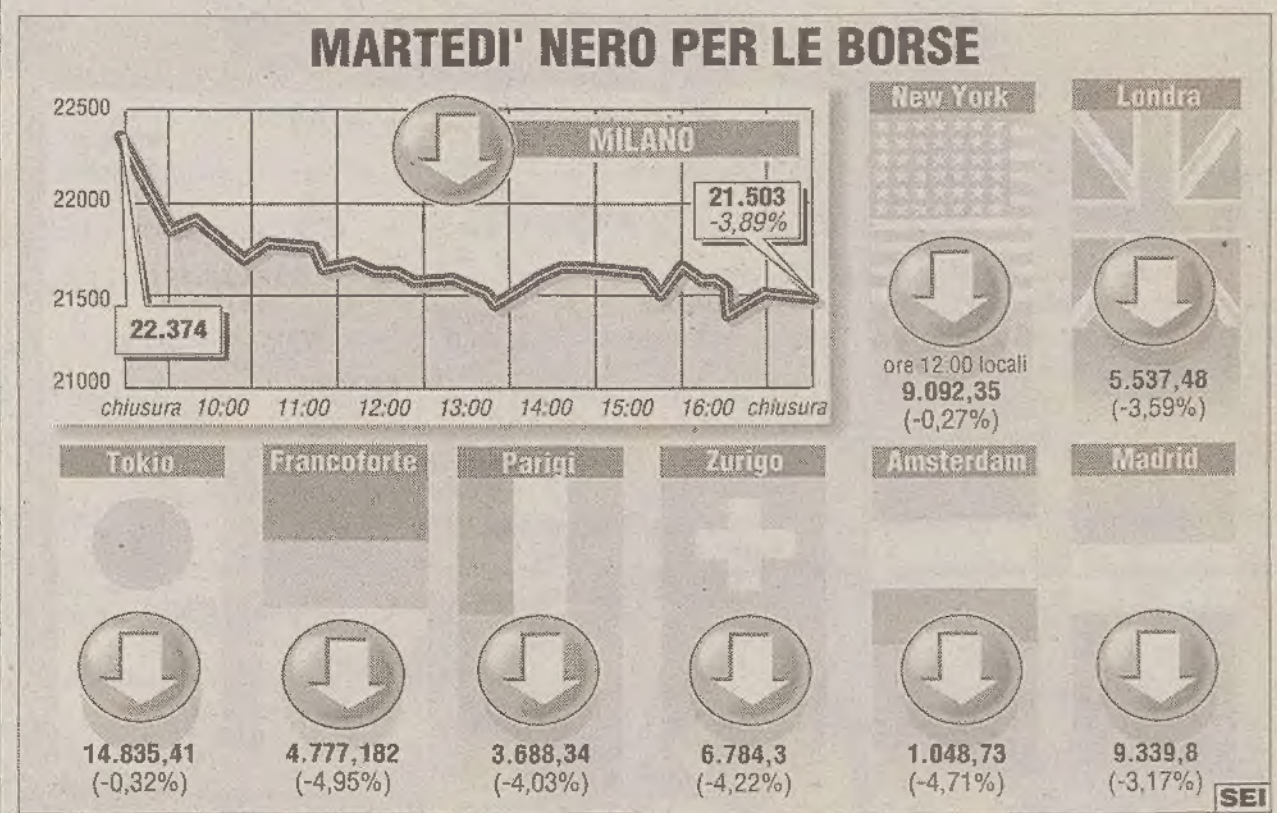 MARTEDI' NERO PER LE BORSE
22500
22000
21500
21000
MILANO
22.374
21.503
-3,89%
chiusura 10:00 11:00 12:00 13:00 14:00 15:00 16:00 chiusura
New York
ore 12:00 locali
9.092,35
(-0,27%)
Londra
5.537,48
(-3,59%)
Tokio
14.835,41
(-0,32%)
Francoforte
4.777,182
(-4,95%)
Parigi
3.688,34
(-4,03%)
Zurigo
6.784,3
(-4,22%)
Amsterdam
1.048,73
(-4,71%)
Madrid
9.339,8
(-3,17%)
SEI